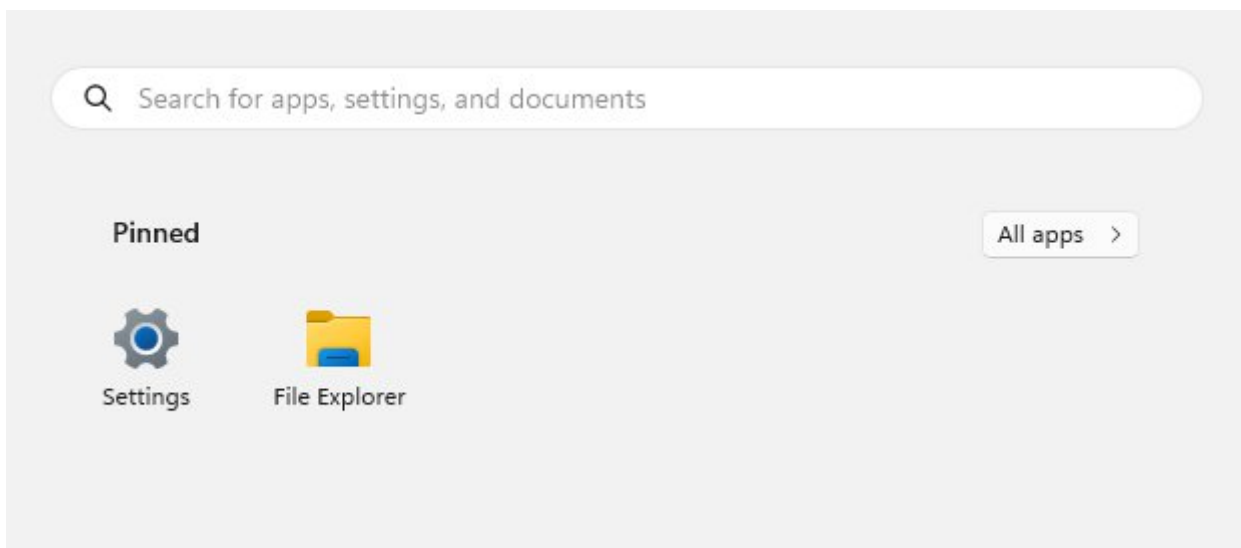 Search for apps, settings, and documents
Pinned
All apps
Settings
File Explorer